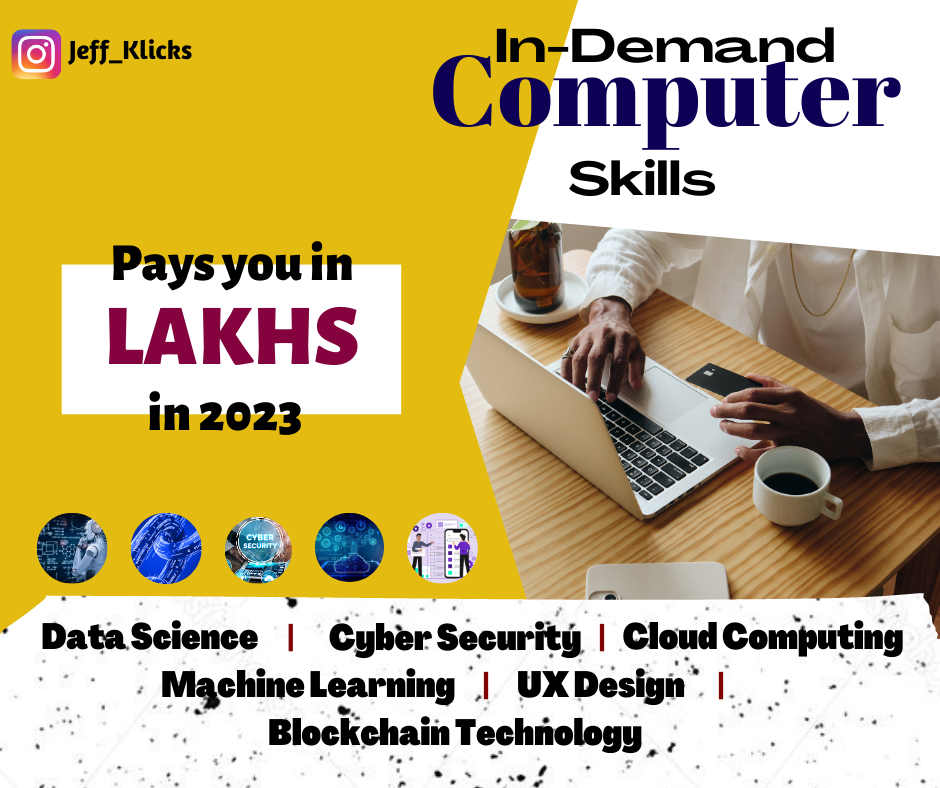 Jeff_Klicks
In-Demand
Computer
Skills
Pays you in
LAKHS
in 2023
CYBER
SECURITY
Data Science | Cyber Security | Cloud Computing
Machine Learning | UX Design |
Blockchain Technology